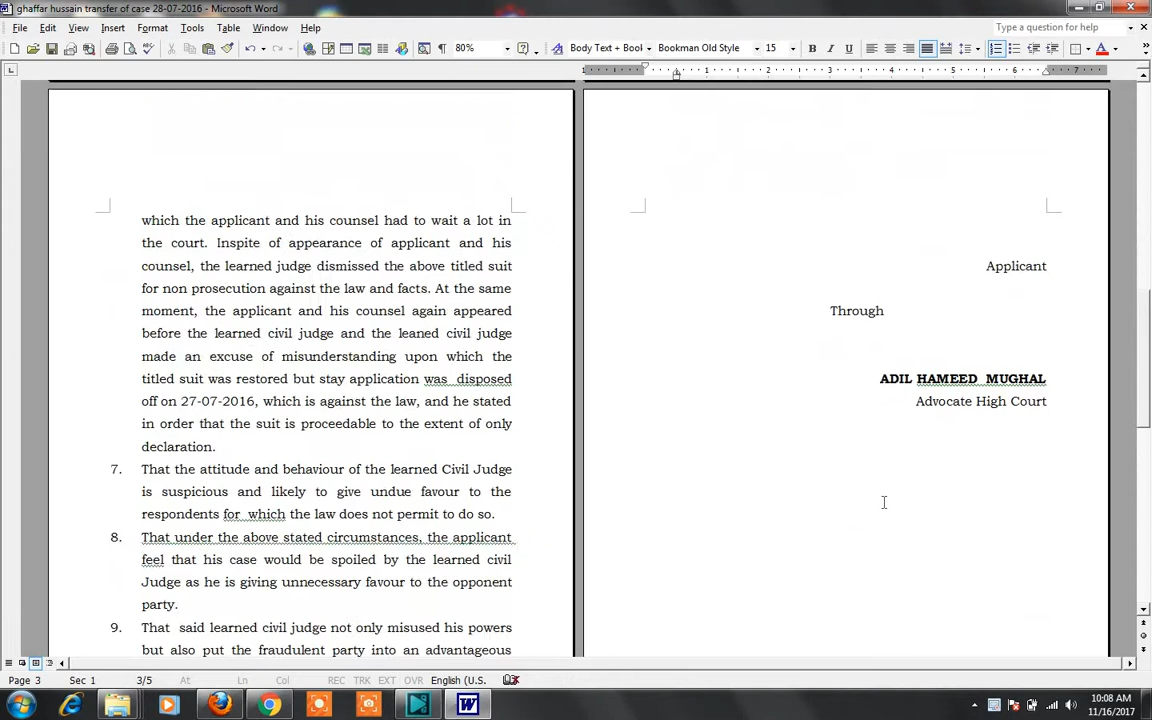 ghaffar hussain transfer of case 28-07-2016 - Microsoft Word
File Edit View Insert Format Tools Table Window Help
Type a question for help
80% Body Text + Bool Bookman Old Style 15 B I U
1 1 2 3 4 5 6 7
which the applicant and his counsel had to wait a lot in
the court. Inspite of appearance of applicant and his
counsel, the learned judge dismissed the above titled suit
for non prosecution against the law and facts. At the same
moment, the applicant and his counsel again appeared
before the learned civil judge and the leaned civil judge
made an excuse of misunderstanding upon which the
titled suit was restored but stay application was disposed
off on 27-07-2016, which is against the law, and he stated
in order that the suit is proceedable to the extent of only
declaration.
7. That the attitude and behaviour of the learned Civil Judge
is suspicious and likely to give undue favour to the
respondents for which the law does not permit to do so.
8. That under the above stated circumstances, the applicant
feel that his case would be spoiled by the learned civil
Judge as he is giving unnecessary favour to the opponent
party.
9. That said learned civil judge not only misused his powers
but also put the fraudulent party into an advantageous
Applicant
Through
ADIL HAMEED MUGHAL
Advocate High Court
Page 3 Sec 1 3/5 At Ln Col REC TRK EXT OVR English (U.S.
10:08 AM
11/16/2017